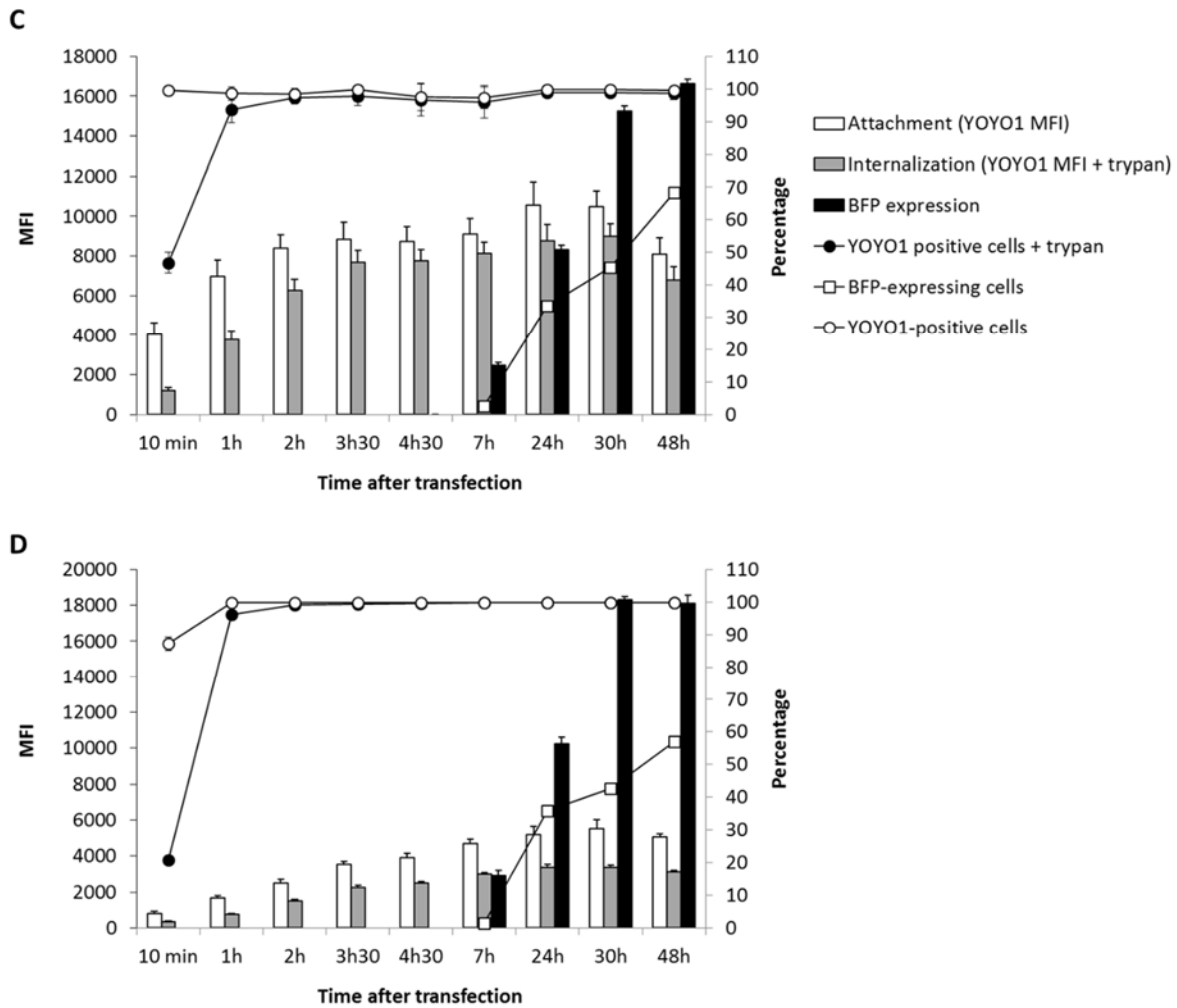 C
18000
16000
14000
12000
10000
8000
6000
4000
2000
0
MFI
110
100
90
80
70
60
50
40
30
20
10
0
Percentage
10 min 1h 2h 3h30 4h30 7h 24h 30h 48h
Time after transfection
Attachment (YOYO1 MFI)
Internalization (YOYO1 MFI + trypan)
BFP expression
YOYO1 positive cells + trypan
BFP-expressing cells
YOYO1-positive cells
D
20000
18000
16000
14000
12000
10000
8000
6000
4000
2000
0
MFI
110
100
90
80
70
60
50
40
30
20
10
0
Percentage
10 min 1h 2h 3h30 4h30 7h 24h 30h 48h
Time after transfection